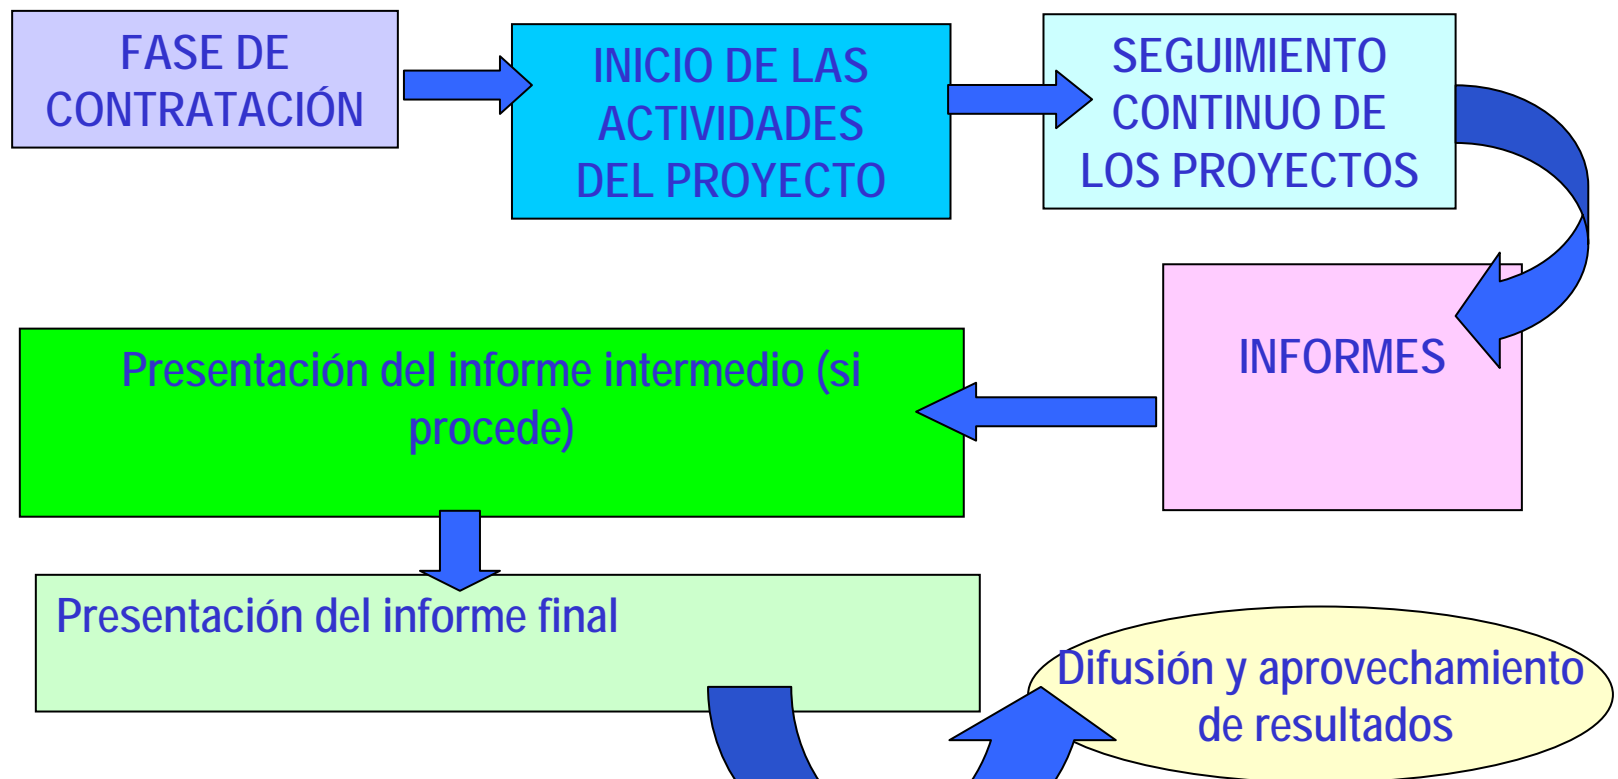 FASE DE
CONTRATACIÓN
INICIO DE LAS
ACTIVIDADES
DEL PROYECTO
SEGUIMIENTO
CONTINUO DE
LOS PROYECTOS
INFORMES
Presentación del informe intermedio (si
procede)
Presentación del informe final
Difusión y aprovechamiento
de resultados